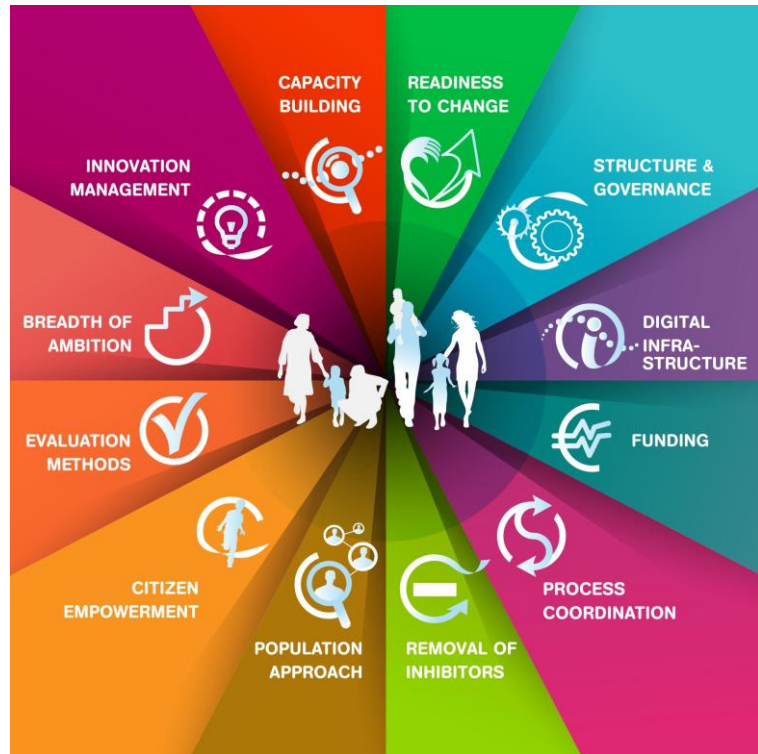 CAPACITY
BUILDING
READINESS
TO CHANGE
STRUCTURE &
GOVERNANCE
DIGITAL
INFRA-
STRUCTURE
FUNDING
PROCESS
COORDINATION
REMOVAL OF
INHIBITORS
POPULATION
APPROACH
CITIZEN
EMPOWERMENT
EVALUATION
METHODS
BREADTH OF
AMBITION
INNOVATION
MANAGEMENT